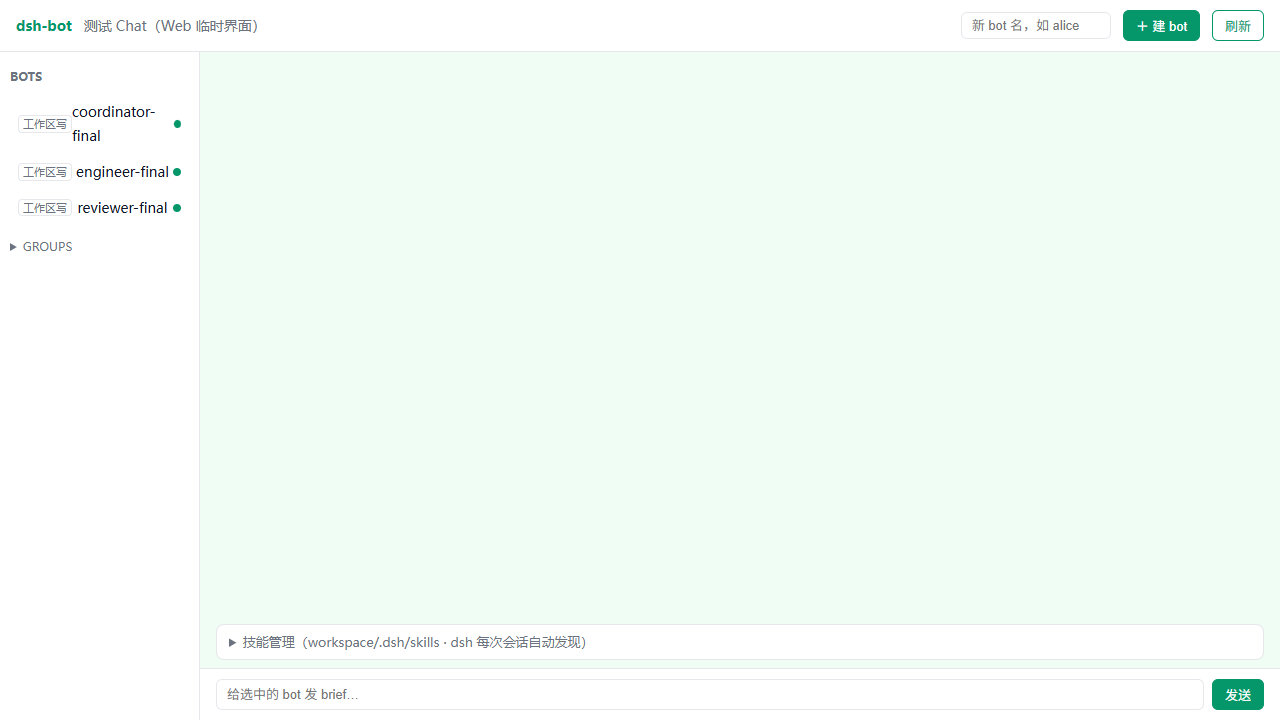 dsh-bot 测试 Chat（Web 临时界面） 新 bot 名，如 alice ＋ 建 bot 刷新
BOTS
工作区写 coordinator-
final
工作区写 engineer-final
工作区写 reviewer-final
▶ GROUPS
▶ 技能管理（workspace/.dsh/skills · dsh 每次会话自动发现）
给选中的 bot 发 brief… 发送